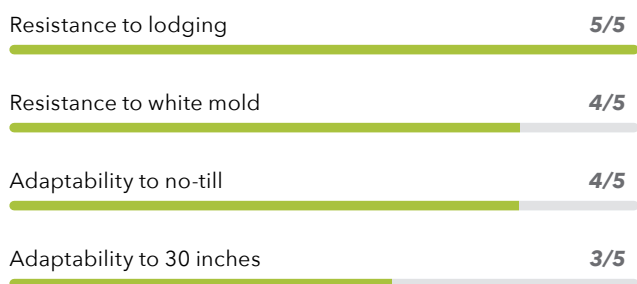 Resistance to lodging 5/5
Resistance to white mold 4/5
Adaptability to no-till 4/5
Adaptability to 30 inches 3/5